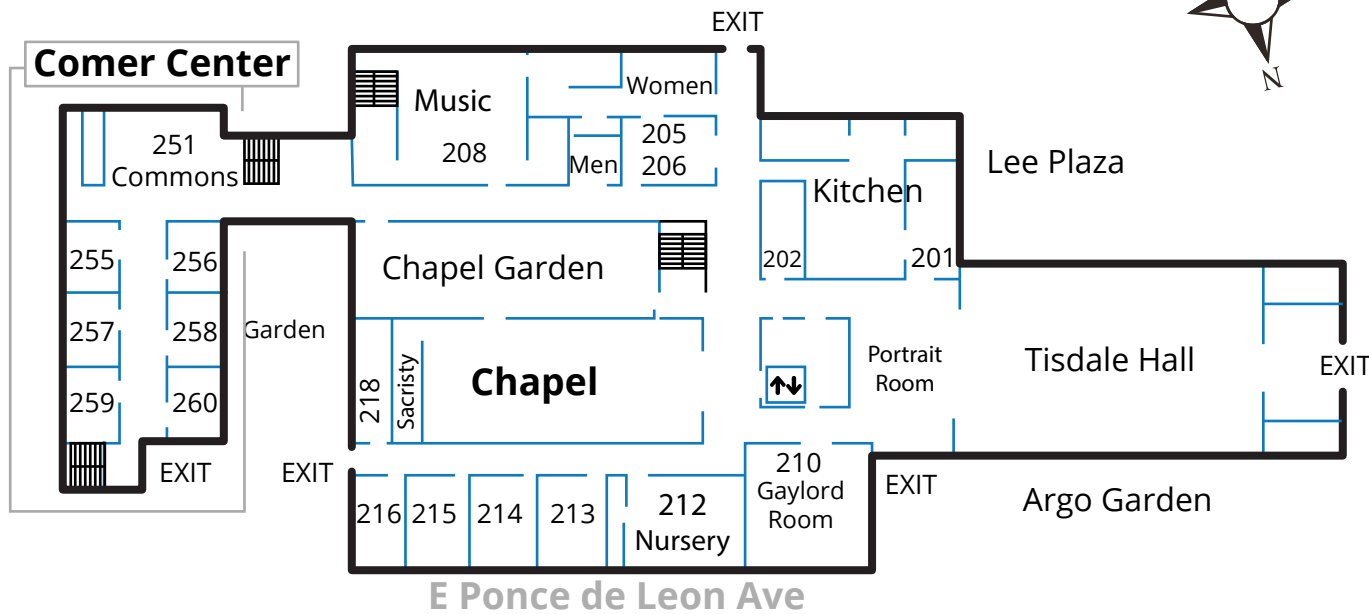 EXIT
N
Comer Center
Music
208
Women
205
206
Men
251
Commons
Kitchen
Lee Plaza
202
201
255
256
Chapel Garden
257
258
Garden
218
Sacristy
Chapel
Portrait
Room
Tisdale Hall
EXIT
259
260
EXIT
EXIT
210
Gaylord
Room
EXIT
Argo Garden
216
215
214
213
212
Nursery
E Ponce de Leon Ave